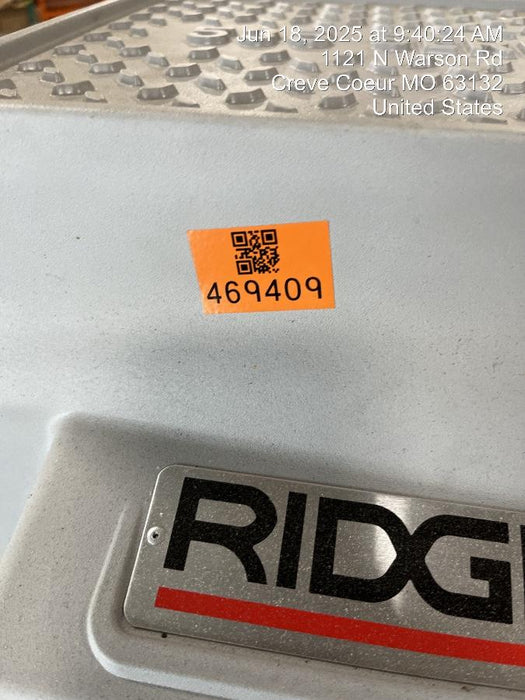 Jun 18, 2025 at 9:40:24 AM
1121 N Warson Rd
Creve Coeur MO 63132
United States
469409
RIDG